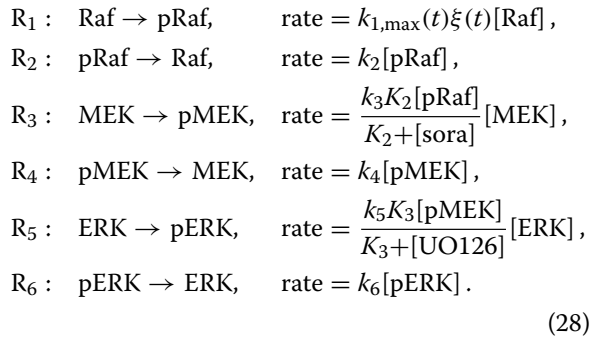 R₁ : Raf → pRaf, rate = k₁,ₘₐₓ(t)ξ(t)[Raf] ,
R₂ : pRaf → Raf, rate = k₂[pRaf] ,
R₃ : MEK → pMEK, rate = k₃K₂[pRaf] / K₂+[sora] [MEK] ,
R₄ : pMEK → MEK, rate = k₄[pMEK] ,
R₅ : ERK → pERK, rate = k₅K₃[pMEK] / K₃+[UO126] [ERK] ,
R₆ : pERK → ERK, rate = k₆[pERK] .
(28)